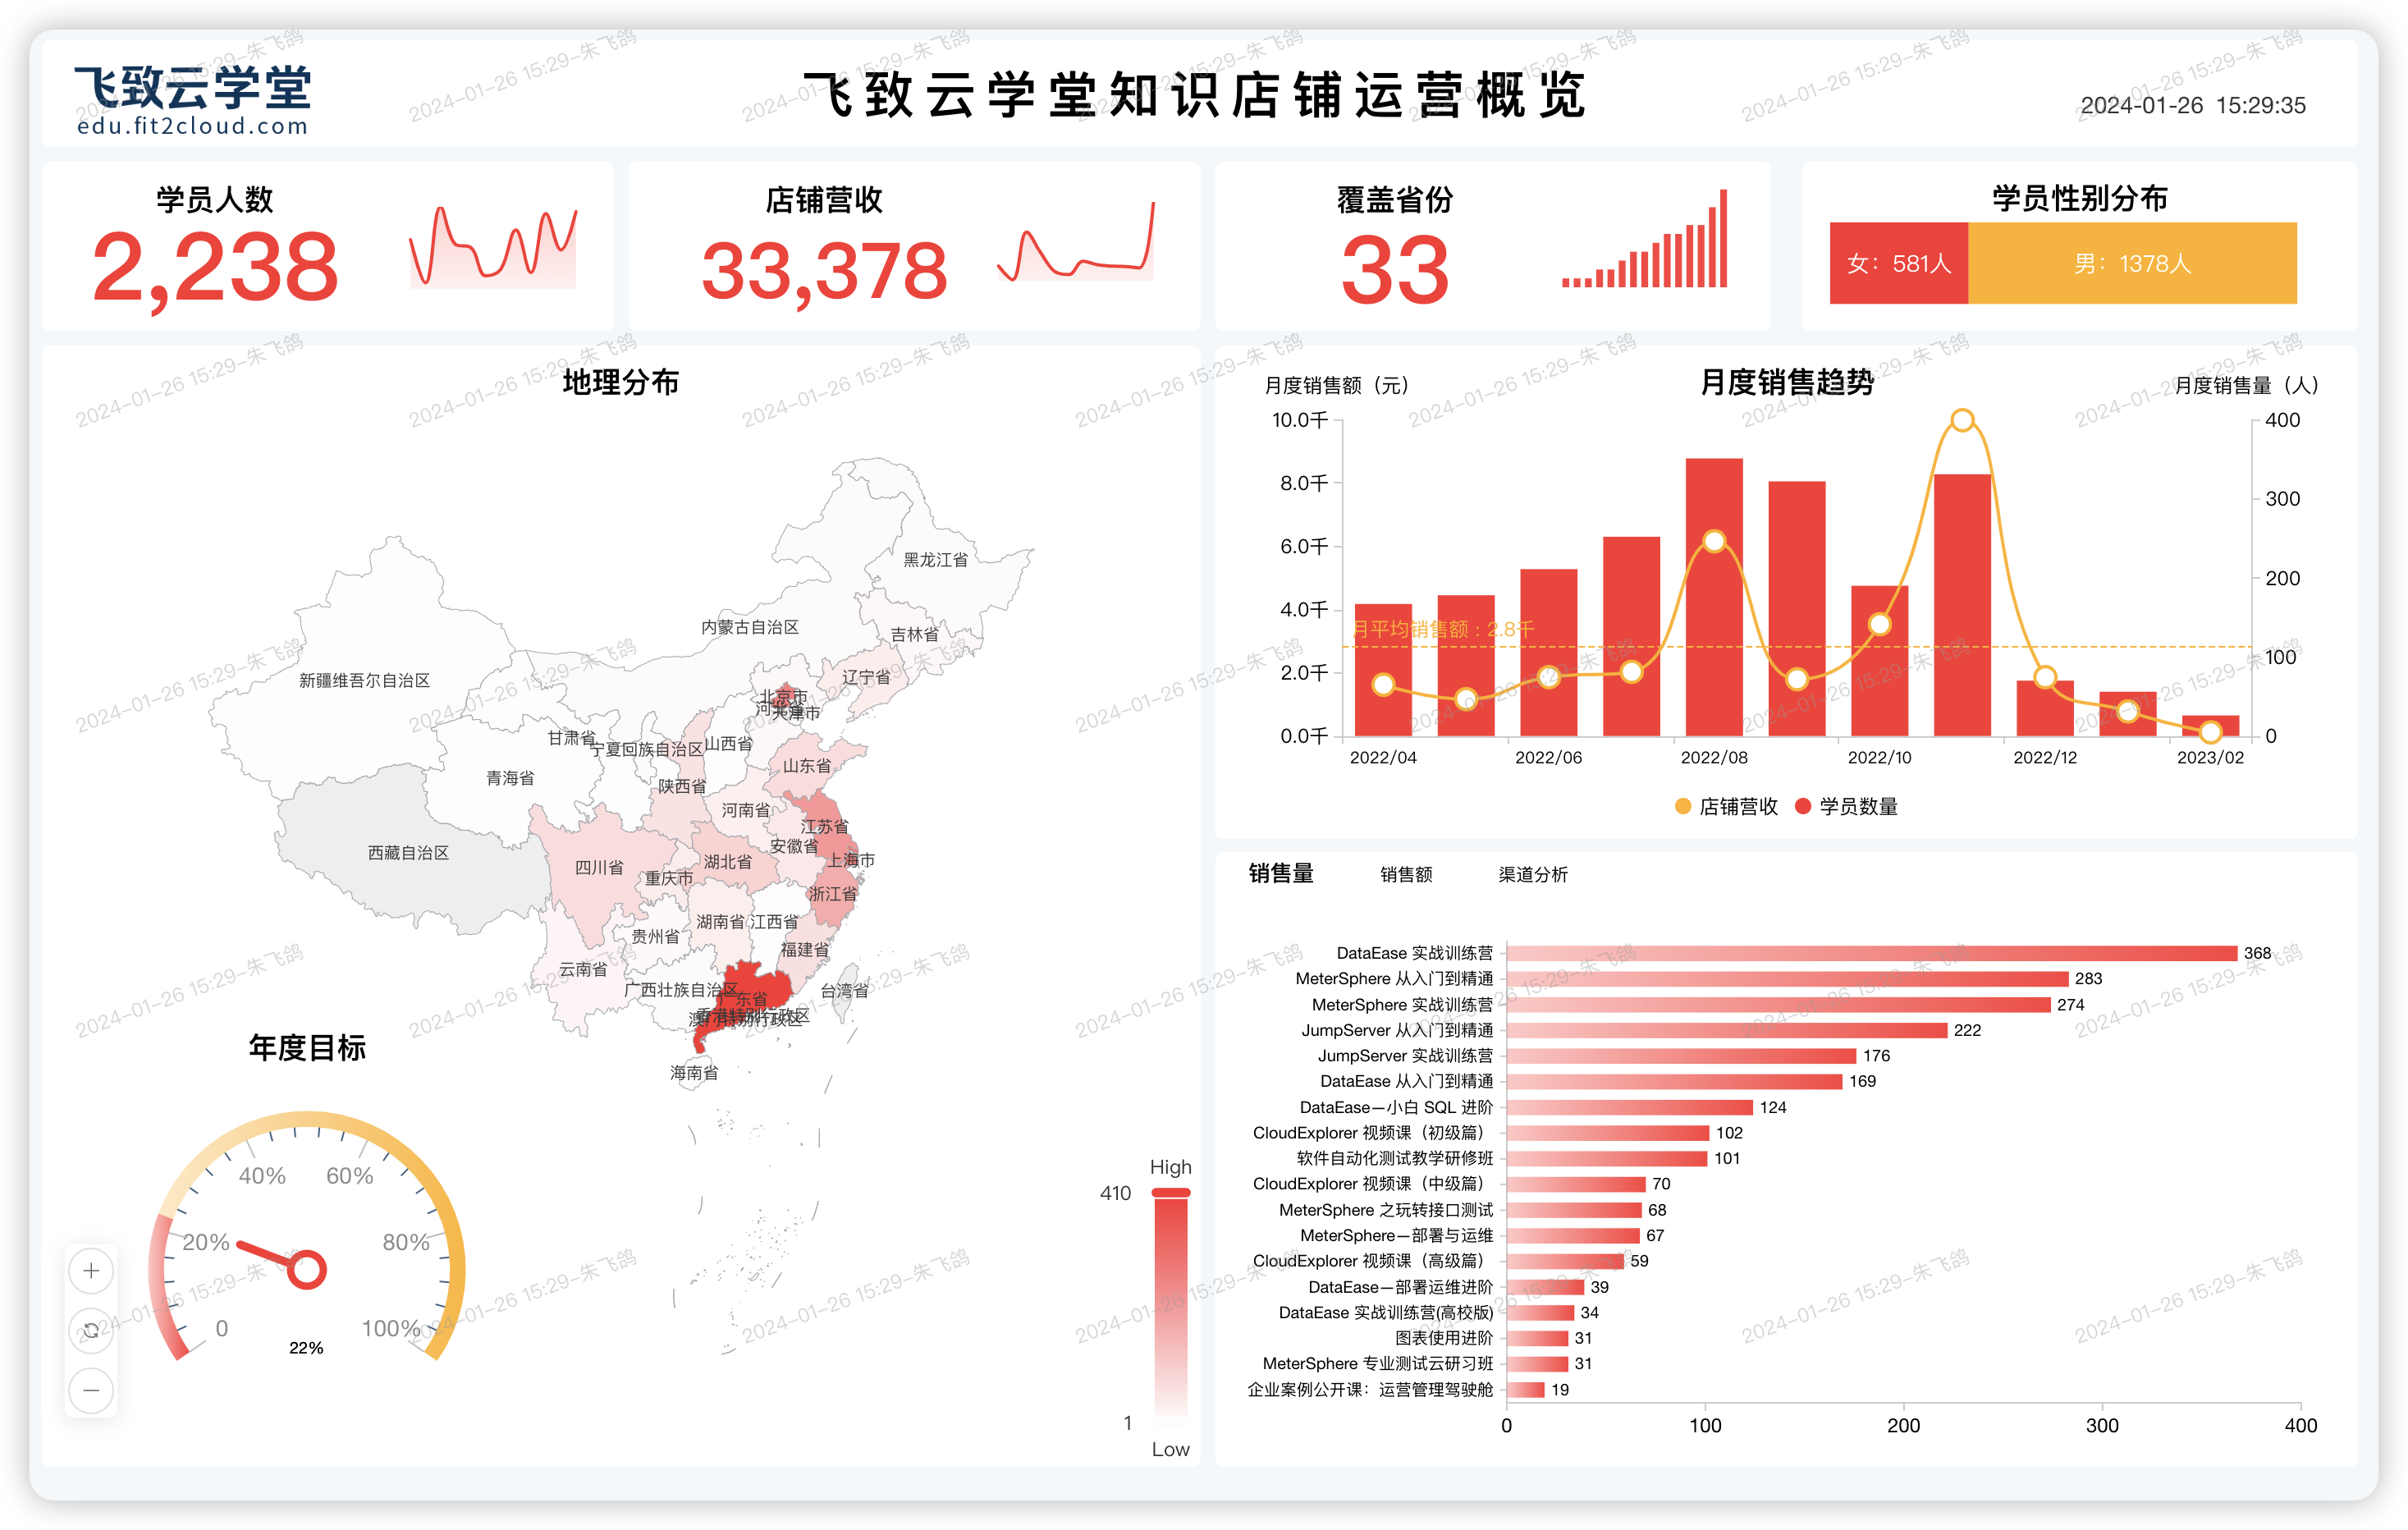 飞致云学堂
edu.fit2cloud.com
飞致云学堂知识店铺运营概览
2024-01-26 15:29:35
学员人数
2,238
店铺营收
33,378
覆盖省份
33
学员性别分布
女：581人
男：1378人
地理分布
黑龙江省
内蒙古自治区
吉林省
新疆维吾尔自治区
辽宁省
北京市
天津市
甘肃省
宁夏回族自治区
山西省
青海省
山东省
陕西省
河南省
江苏省
西藏自治区
安徽省
上海市
四川省
湖北省
重庆市
浙江省
湖南省
江西省
贵州省
福建省
云南省
广西壮族自治区
广东省
台湾省
海南省
年度目标
0
20%
40%
60%
80%
100%
22%
High
410
1
Low
月度销售趋势
月度销售额（元）
月度销售量（人）
10.0千
8.0千
6.0千
4.0千
2.0千
0.0千
400
300
200
100
0
月平均销售额：2.8千
2022/04
2022/06
2022/08
2022/10
2022/12
2023/02
店铺营收
学员数量
销售量
销售额
渠道分析
DataEase 实战训练营 368
MeterSphere 从入门到精通 283
MeterSphere 实战训练营 274
JumpServer 从入门到精通 222
JumpServer 实战训练营 176
DataEase 从入门到精通 169
DataEase—小白 SQL 进阶 124
CloudExplorer 视频课（初级篇） 102
软件自动化测试教学研修班 101
CloudExplorer 视频课（中级篇） 70
MeterSphere 之玩转接口测试 68
MeterSphere—部署与运维 67
CloudExplorer 视频课（高级篇） 59
DataEase—部署运维进阶 39
DataEase 实战训练营(高校版) 34
图表使用进阶 31
MeterSphere 专业测试云研习班 31
企业案例公开课：运营管理驾驶舱 19
0
100
200
300
400
2024-01-26 15:29-朱飞鸽